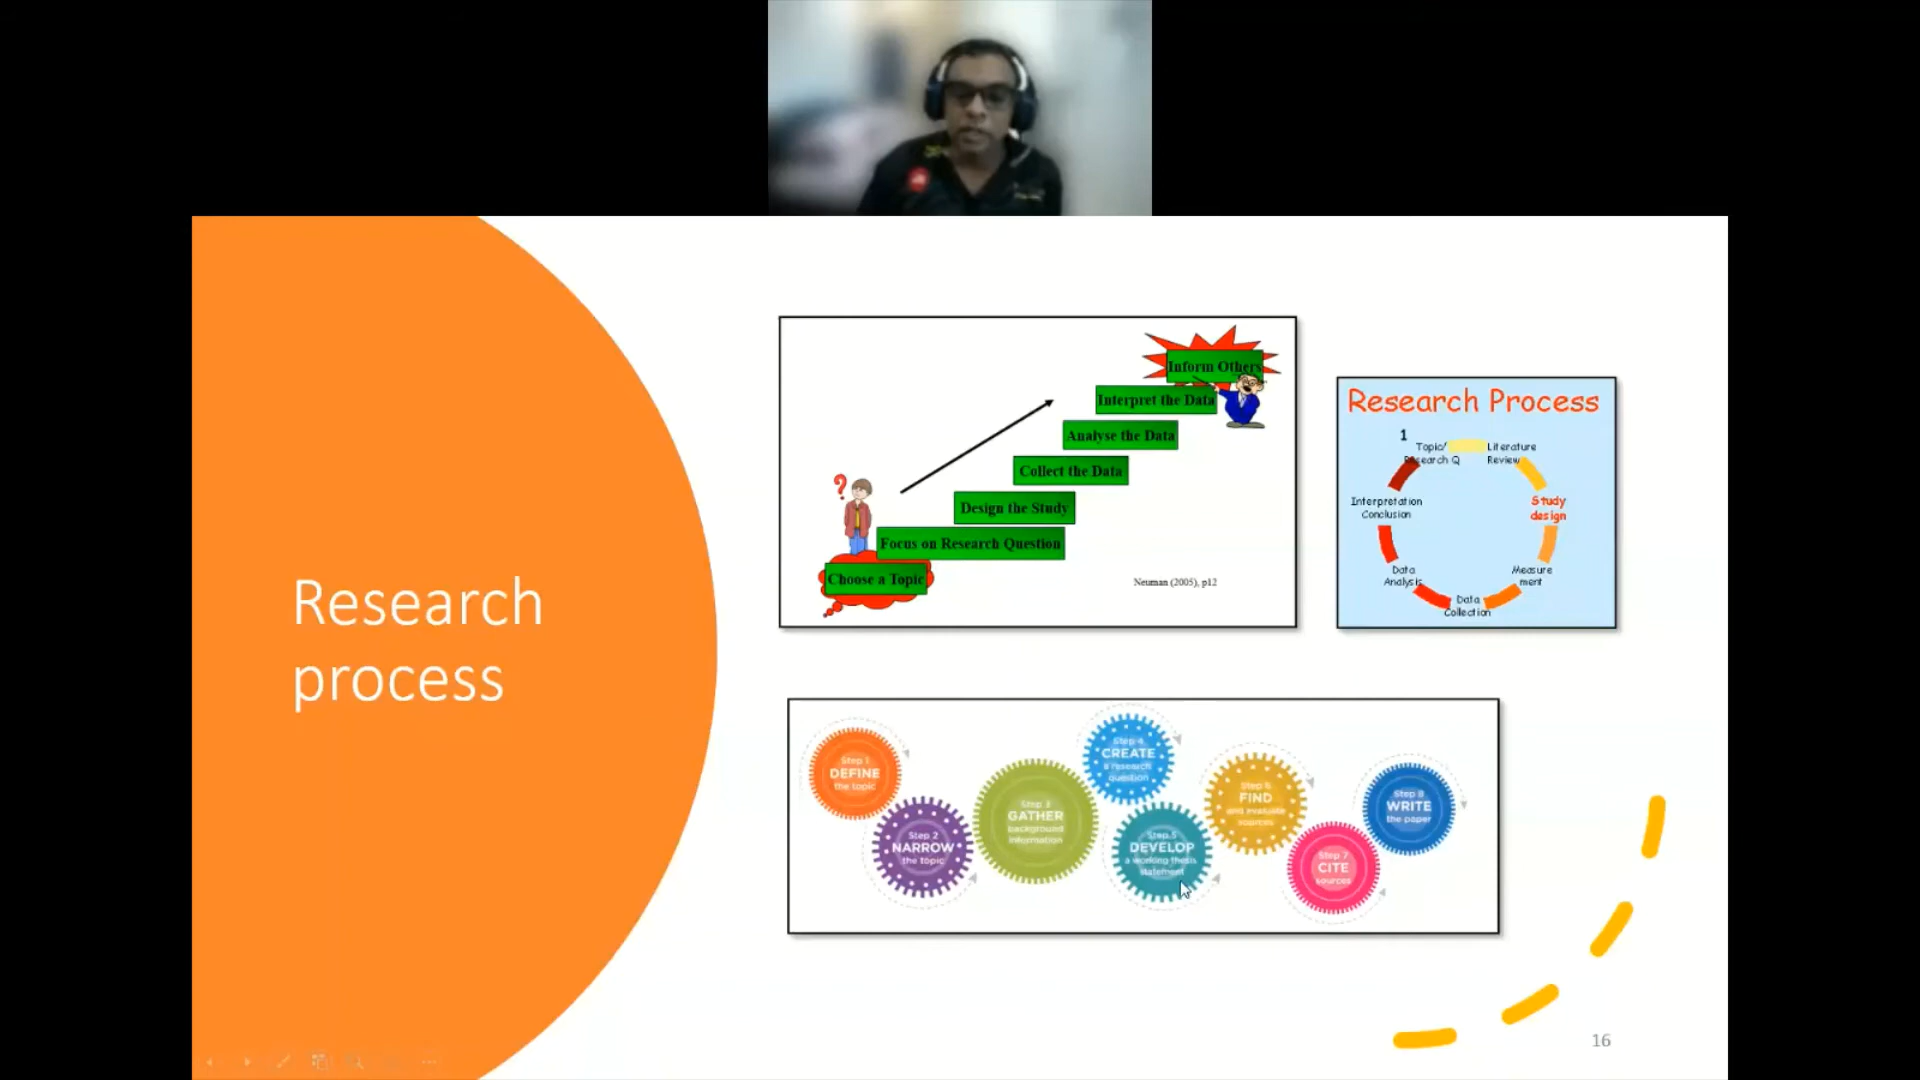 Research
process
Inform Others
Interpret the Data
Analyse the Data
Collect the Data
Design the Study
Focus on Research Question
Choose a Topic
Neuman (2005), p12
Research Process
1
Topic/
Research Q
Literature
Review
Study
design
Measure
ment
Data
Collection
Data
Analysis
Interpretation
Conclusion
Step 1
DEFINE
the topic
Step 2
NARROW
the topic
Step 3
GATHER
background
information
Step 4
CREATE
a research
question
Step 5
DEVELOP
a working thesis
statement
Step 6
FIND
and evaluate
sources
Step 7
CITE
sources
Step 8
WRITE
the paper
16